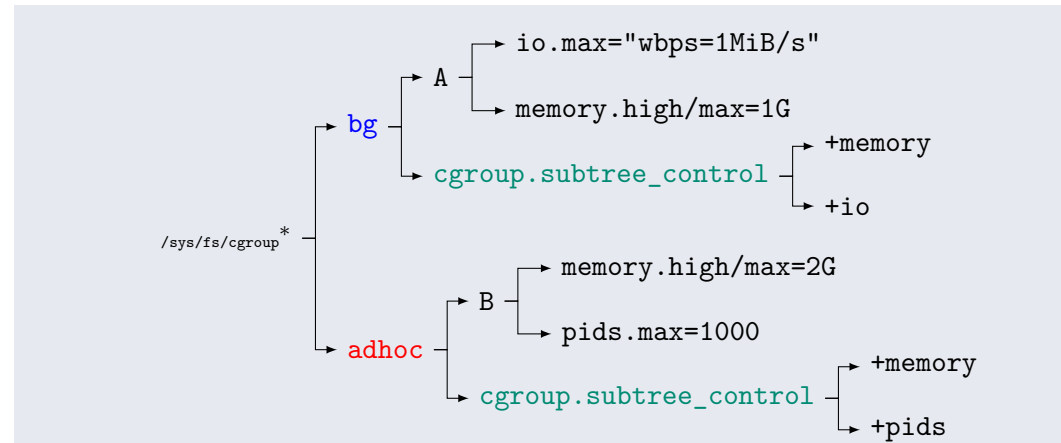 io.max="wbps=1MiB/s"
A
memory.high/max=1G
bg
+memory
cgroup.subtree_control
+io
/sys/fs/cgroup*
memory.high/max=2G
B
pids.max=1000
adhoc
+memory
cgroup.subtree_control
+pids